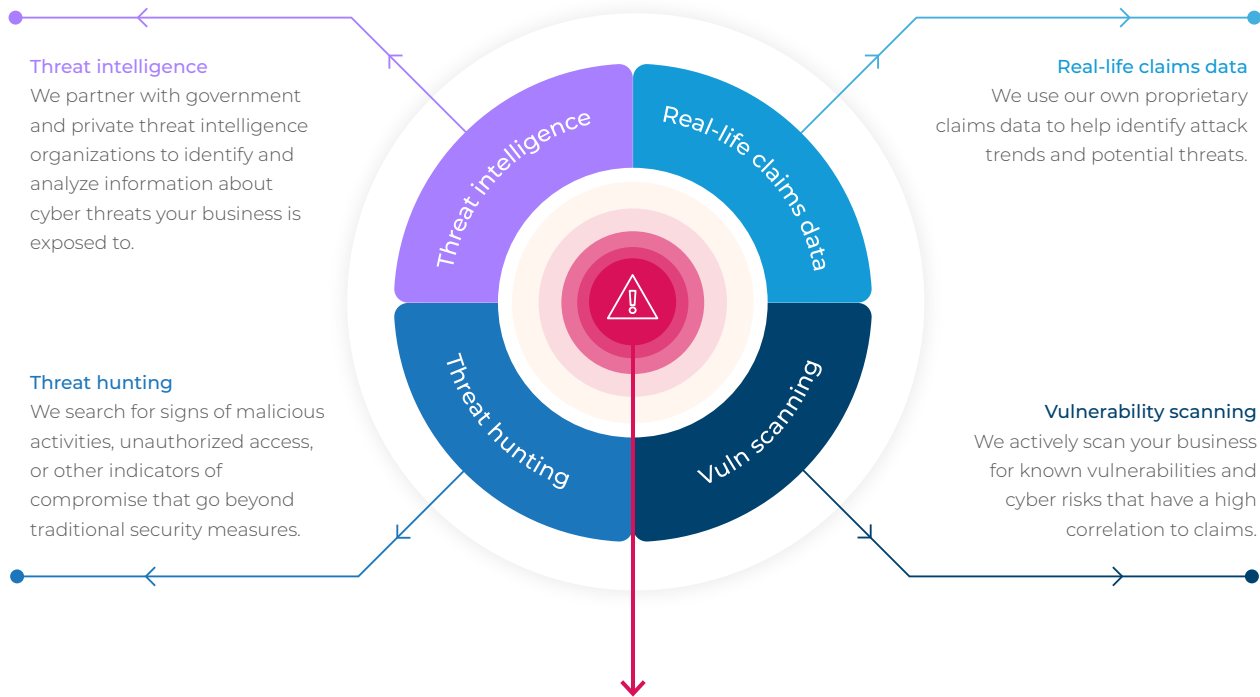 Threat intelligence
We partner with government
and private threat intelligence
organizations to identify and
analyze information about
cyber threats your business is
exposed to.
Real-life claims data
We use our own proprietary
claims data to help identify attack
trends and potential threats.
Threat intelligence
Real-life claims data
Threat hunting
Vuln scanning
Threat hunting
We search for signs of malicious
activities, unauthorized access,
or other indicators of
compromise that go beyond
traditional security measures.
Vulnerability scanning
We actively scan your business
for known vulnerabilities and
cyber risks that have a high
correlation to claims.